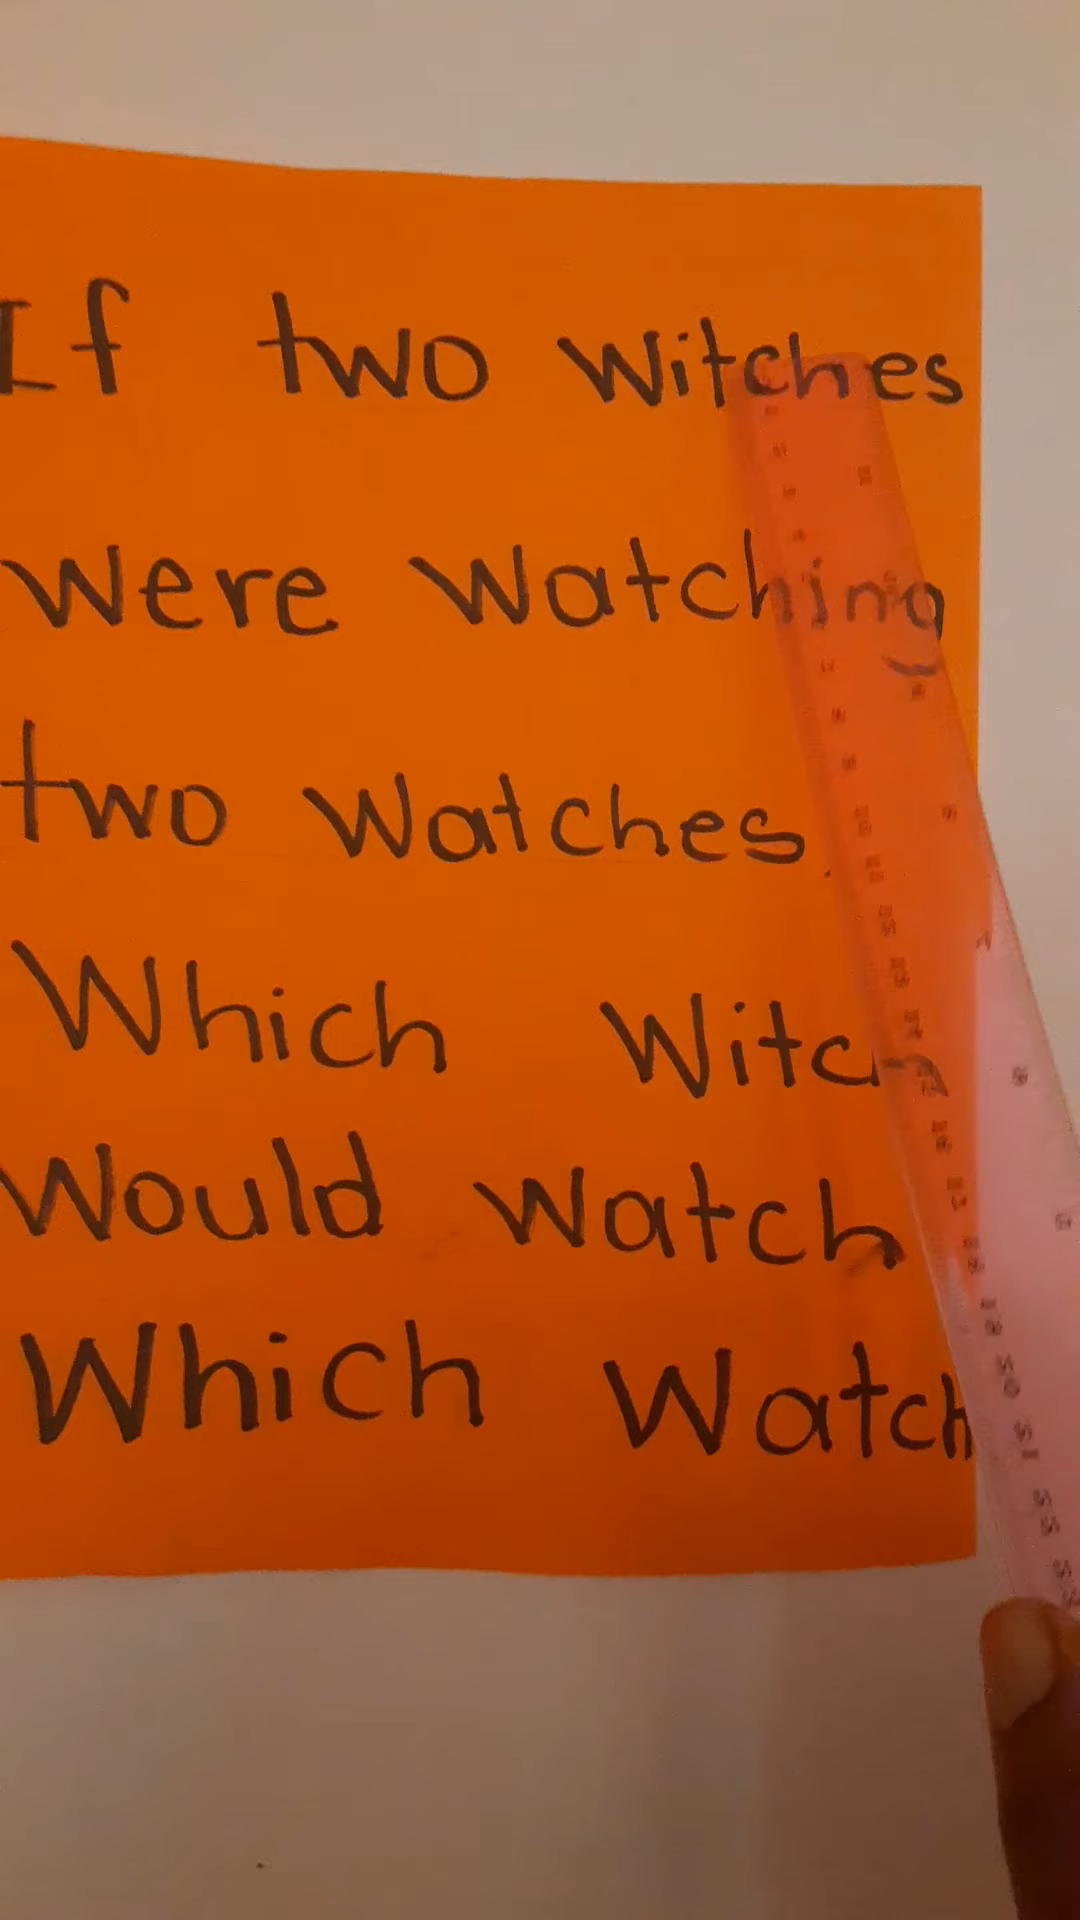 If two witches
Were Watching
two Watches.
Which Witch
Would Watch
Which Watch